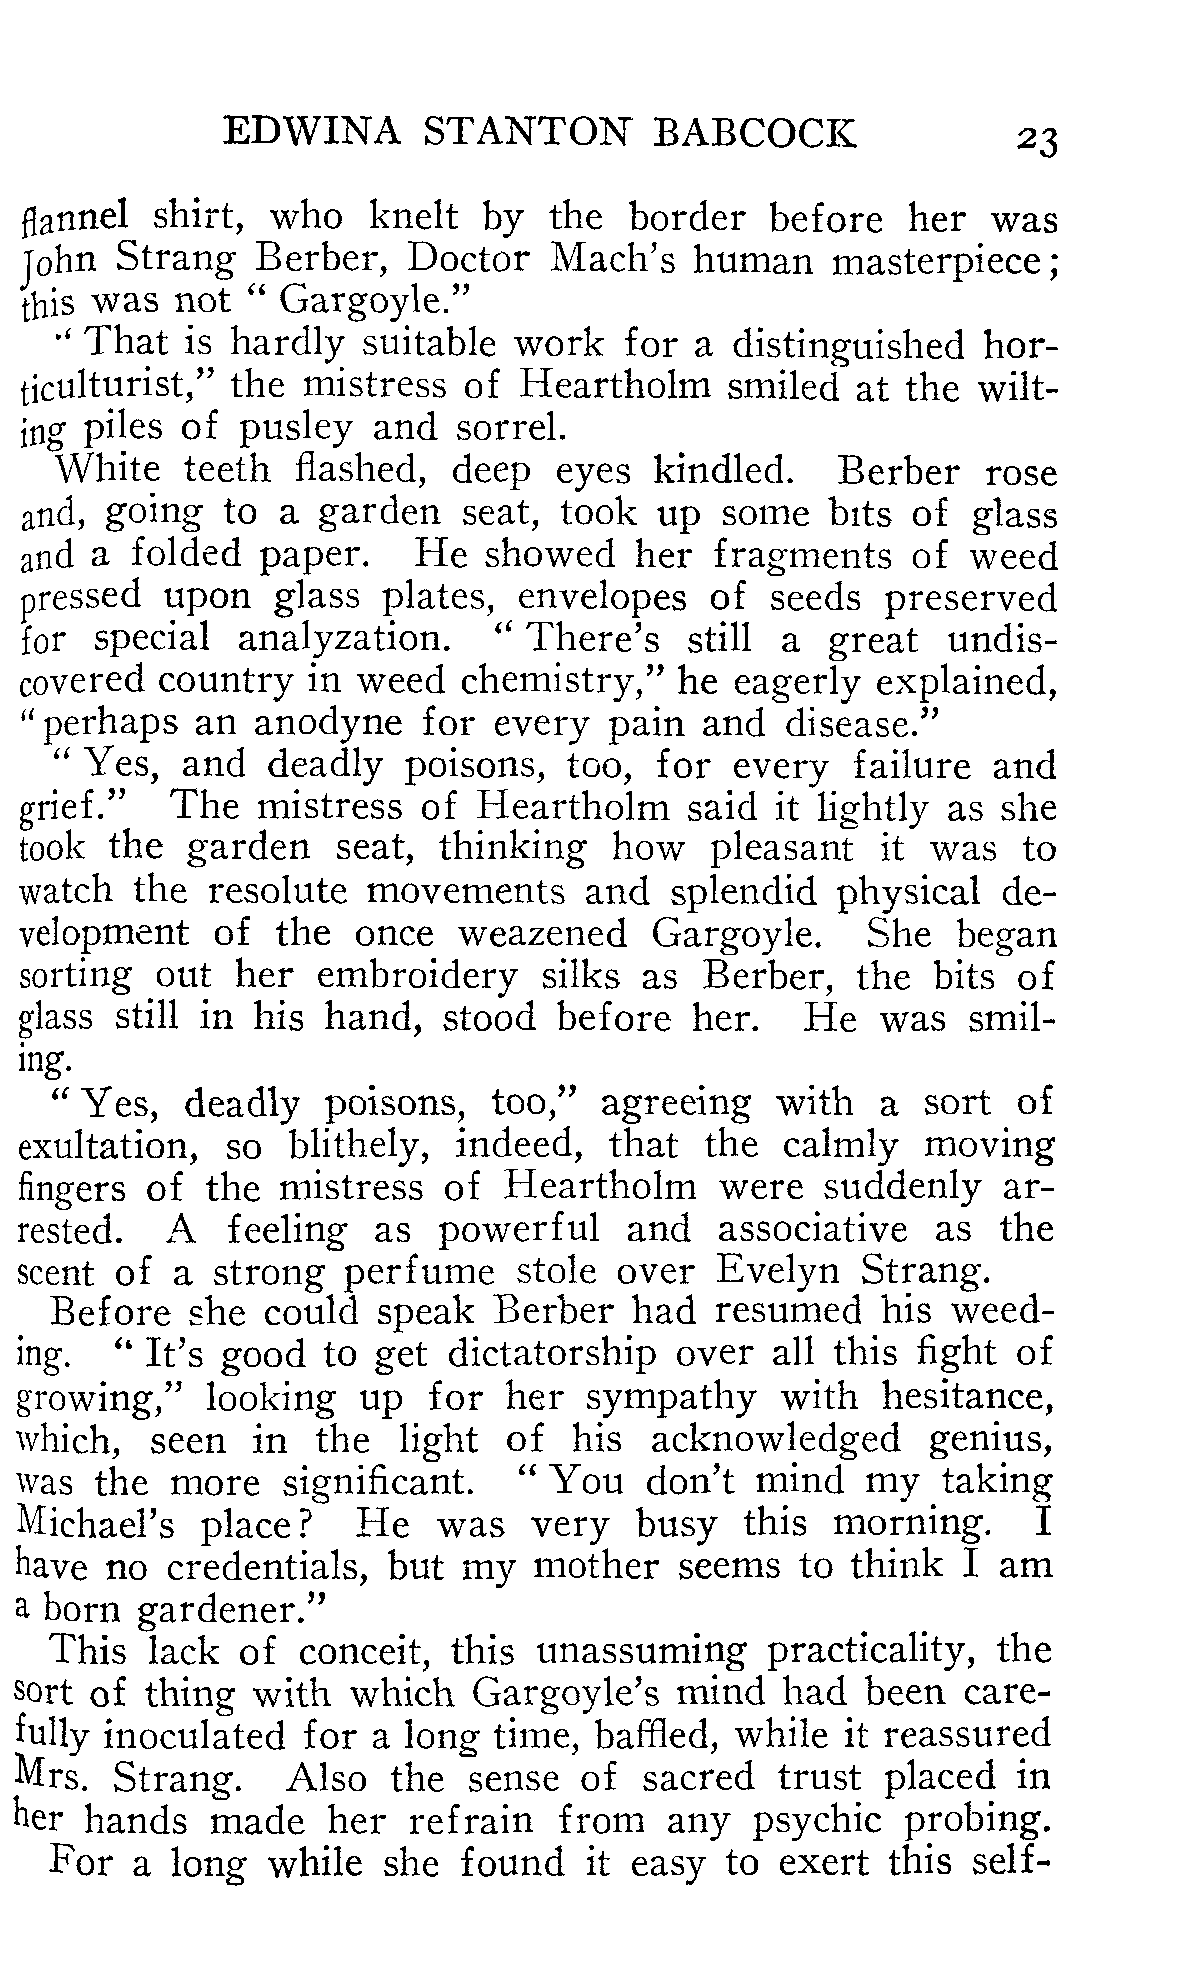 EDWINA STANTON BABCOCK 23
flannel shirt, who knelt by the border before her was
John Strang Berber, Doctor Mach's human masterpiece;
this was not " Gargoyle."
" That is hardly suitable work for a distinguished hor-
ticulturist," the mistress of Heartholm smiled at the wilt-
ing piles of pusley and sorrel.
White teeth flashed, deep eyes kindled. Berber rose
and, going to a garden seat, took up some bits of glass
and a folded paper. He showed her fragments of weed
pressed upon glass plates, envelopes of seeds preserved
for special analyzation. " There's still a great undis-
covered country in weed chemistry," he eagerly explained,
"perhaps an anodyne for every pain and disease."
" Yes, and deadly poisons, too, for every failure and
grief." The mistress of Heartholm said it lightly as she
took the garden seat, thinking how pleasant it was to
watch the resolute movements and splendid physical de-
velopment of the once weazened Gargoyle. She began
sorting out her embroidery silks as Berber, the bits of
glass still in his hand, stood before her. He was smil-
ing.
" Yes, deadly poisons, too," agreeing with a sort of
exultation, so blithely, indeed, that the calmly moving
fingers of the mistress of Heartholm were suddenly ar-
rested. A feeling as powerful and associative as the
scent of a strong perfume stole over Evelyn Strang.
Before she could speak Berber had resumed his weed-
ing. " It's good to get dictatorship over all this fight of
growing," looking up for her sympathy with hesitance,
which, seen in the light of his acknowledged genius,
was the more significant. " You don't mind my taking
Michael's place? He was very busy this morning. I
have no credentials, but my mother seems to think I am
a born gardener."
This lack of conceit, this unassuming practicality, the
sort of thing with which Gargoyle's mind had been care-
fully inoculated for a long time, baffled, while it reassured
Mrs. Strang. Also the sense of sacred trust placed in
her hands made her refrain from any psychic probing.
For a long while she found it easy to exert this self-